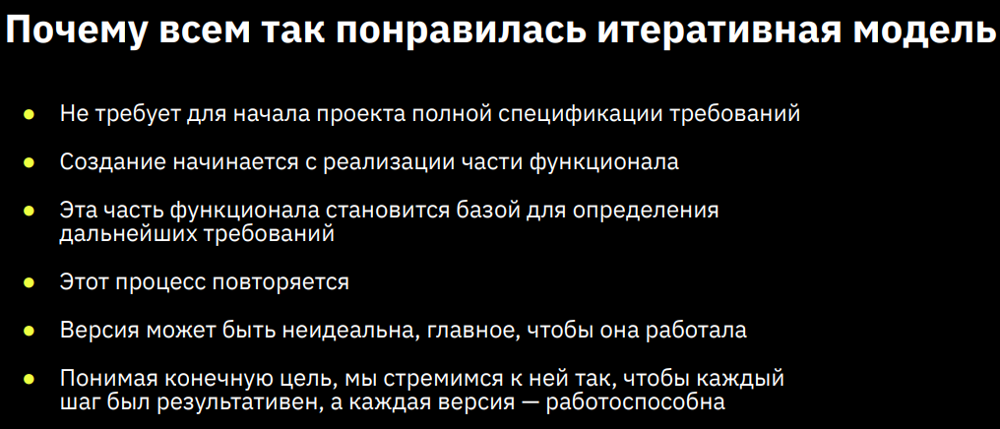 Почему всем так понравилась итеративная модель
● Не требует для начала проекта полной спецификации требований
● Создание начинается с реализации части функционала
● Эта часть функционала становится базой для определения
дальнейших требований
● Этот процесс повторяется
● Версия может быть неидеальна, главное, чтобы она работала
● Понимая конечную цель, мы стремимся к ней так, чтобы каждый
шаг был результативен, а каждая версия — работоспособна